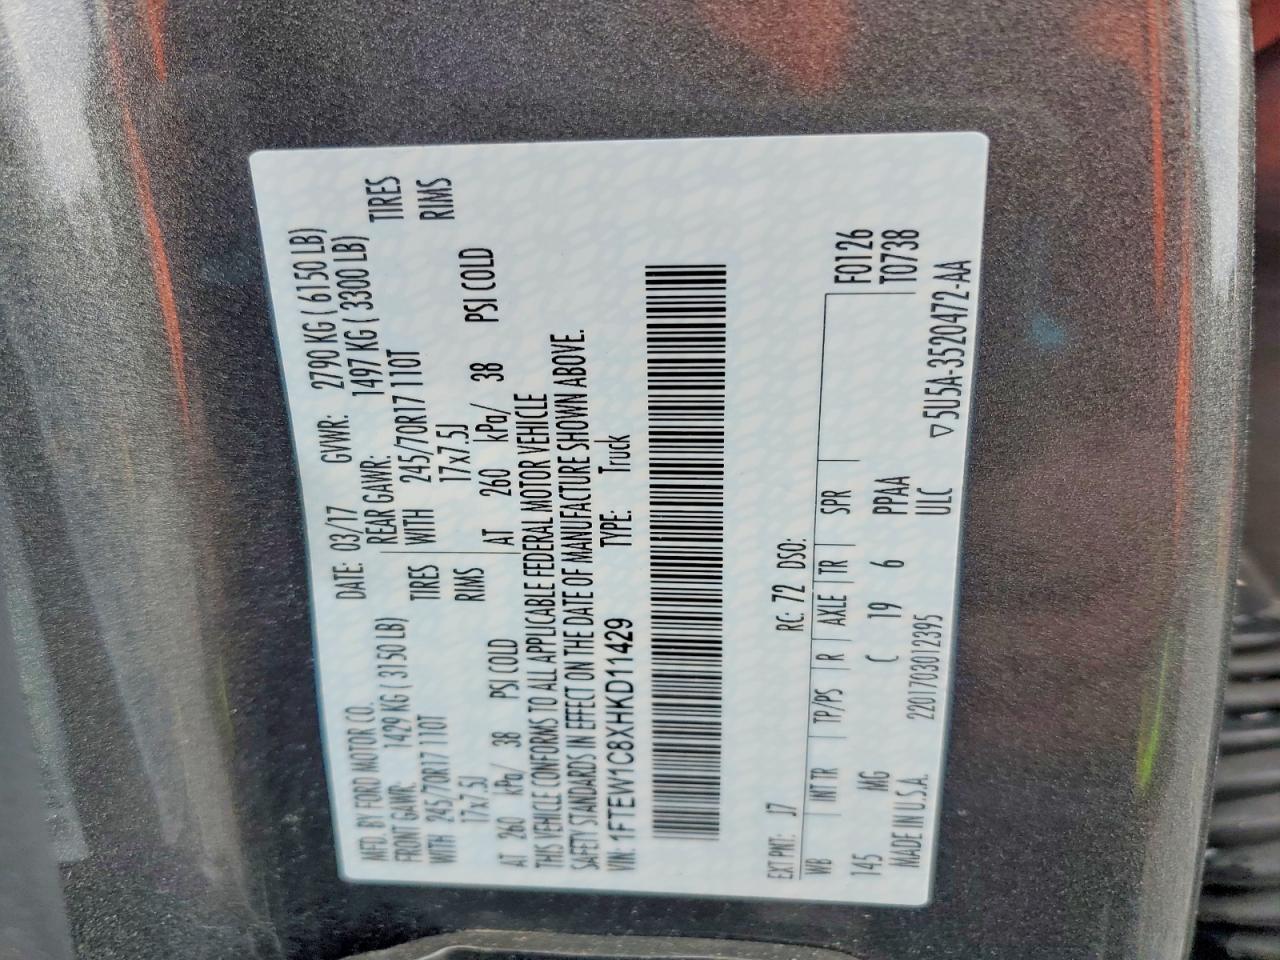 MFD. BY FORD MOTOR CO.
DATE: 03/17 GVWR: 2790 KG ( 6150 LB)
FRONT GAWR: 1429 KG ( 3150 LB) REAR GAWR: 1497 KG ( 3300 LB)
WITH 245/70R17 110T TIRES WITH 245/70R17 110T TIRES
17x7.5J RIMS 17x7.5J RIMS
AT 260 kPa/ 38 PSI COLD AT 260 kPa/ 38 PSI COLD
THIS VEHICLE CONFORMS TO ALL APPLICABLE FEDERAL MOTOR VEHICLE
SAFETY STANDARDS IN EFFECT ON THE DATE OF MANUFACTURE SHOWN ABOVE.
VIN: 1FTEW1C8XHKD11429 TYPE: Truck
EXT PNT: J7 RC: 72 DSO:
WB INT TR TP/PS R AXLE TR SPR F0126
145 MG C 19 6 PPAA T0738
MADE IN U.S.A. 220170301 2395 ULC
▽5U5A-3520472-AA